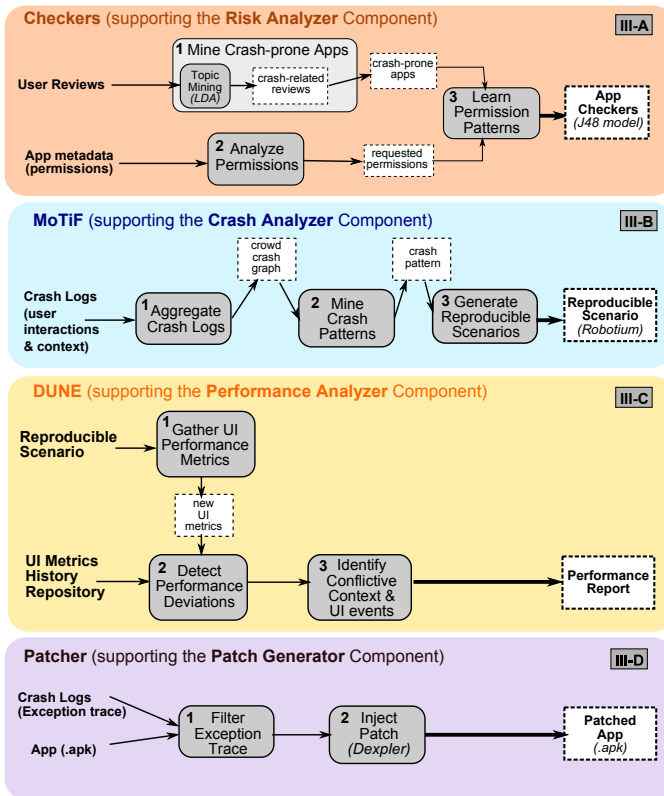 Checkers (supporting the Risk Analyzer Component)
III-A
1 Mine Crash-prone Apps
User Reviews
Topic
Mining
(LDA)
crash-related
reviews
crash-prone
apps
3 Learn
Permission
Patterns
App
Checkers
(J48 model)
App metadata
(permissions)
2 Analyze
Permissions
requested
permissions
MoTiF (supporting the Crash Analyzer Component)
III-B
crowd
crash
graph
crash
pattern
Crash Logs
(user
interactions
& context)
1 Aggregate
Crash Logs
2 Mine
Crash
Patterns
3 Generate
Reproducible
Scenarios
Reproducible
Scenario
(Robotium)
DUNE (supporting the Performance Analyzer Component)
III-C
Reproducible
Scenario
1 Gather UI
Performance
Metrics
new
UI
metrics
UI Metrics
History
Repository
2 Detect
Performance
Deviations
3 Identify
Conflictive
Context &
UI events
Performance
Report
Patcher (supporting the Patch Generator Component)
III-D
Crash Logs
(Exception trace)
App (.apk)
1 Filter
Exception
Trace
2 Inject
Patch
(Dexpler)
Patched
App
(.apk)